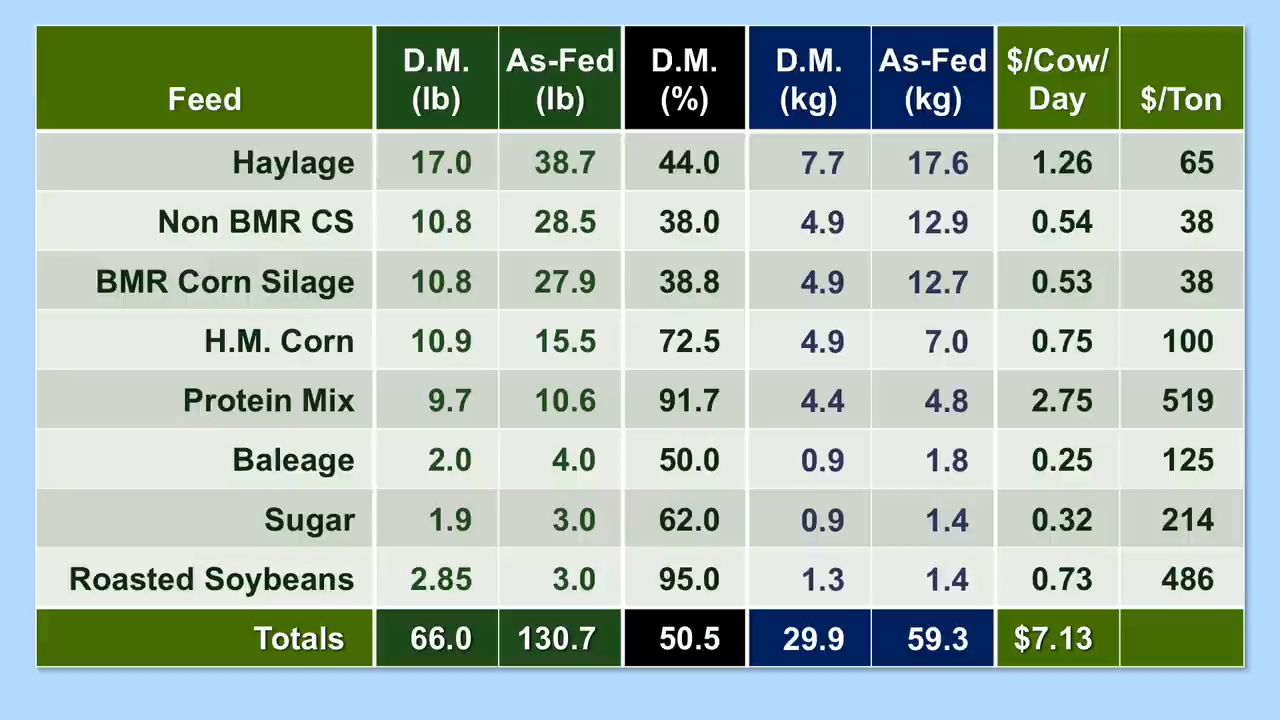 Feed D.M. (lb) As-Fed (lb) D.M. (%) D.M. (kg) As-Fed (kg) $/Cow/ Day $/Ton
Haylage 17.0 38.7 44.0 7.7 17.6 1.26 65
Non BMR CS 10.8 28.5 38.0 4.9 12.9 0.54 38
BMR Corn Silage 10.8 27.9 38.8 4.9 12.7 0.53 38
H.M. Corn 10.9 15.5 72.5 4.9 7.0 0.75 100
Protein Mix 9.7 10.6 91.7 4.4 4.8 2.75 519
Baleage 2.0 4.0 50.0 0.9 1.8 0.25 125
Sugar 1.9 3.0 62.0 0.9 1.4 0.32 214
Roasted Soybeans 2.85 3.0 95.0 1.3 1.4 0.73 486
Totals 66.0 130.7 50.5 29.9 59.3 $7.13